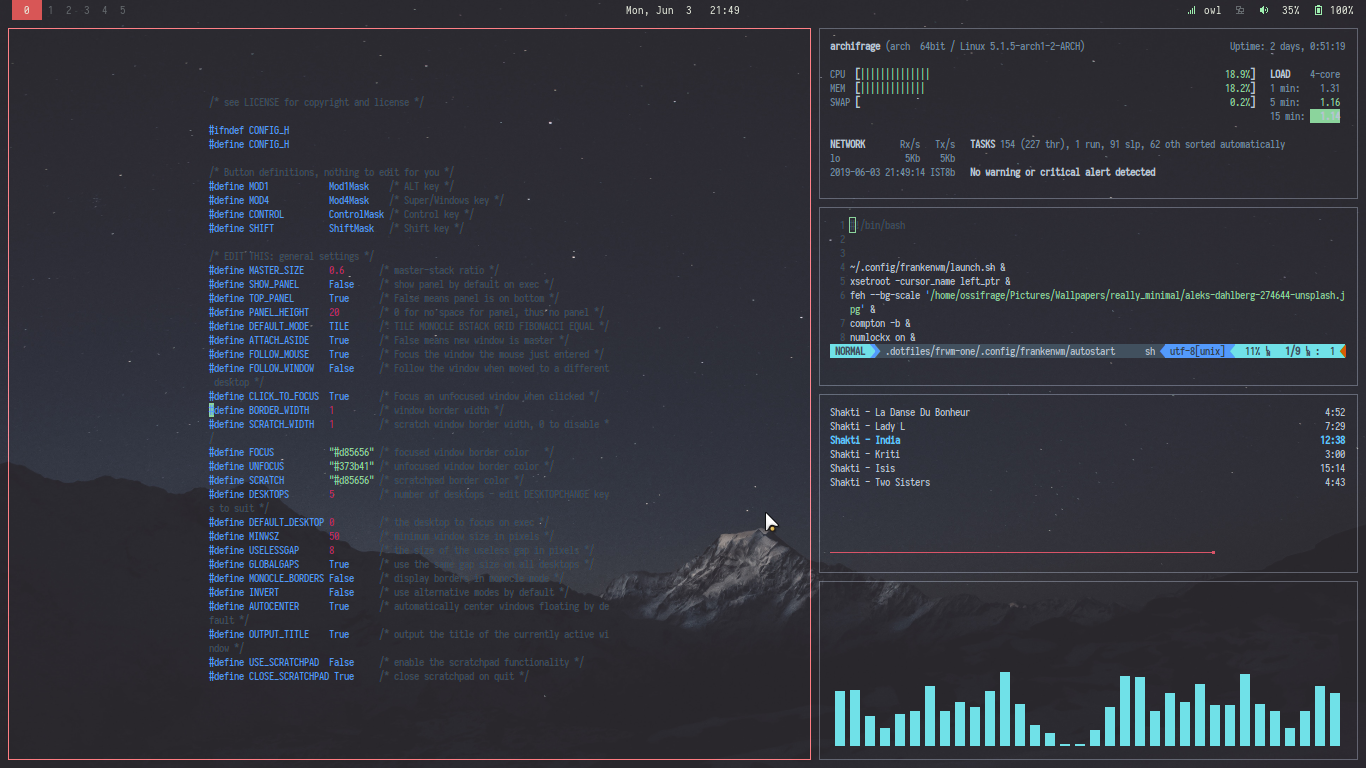 0 1 2 3 4 5 Mon, Jun 3 21:49 owl 35% 100%
/* see LICENSE for copyright and license */
#ifndef CONFIG_H
#define CONFIG_H
/* Button definitions, nothing to edit for you */
#define MOD1 Mod1Mask /* ALT key */
#define MOD4 Mod4Mask /* Super/Windows key */
#define CONTROL ControlMask /* Control key */
#define SHIFT ShiftMask /* Shift key */
/* EDIT THIS: general settings */
#define MASTER_SIZE 0.6 /* master-stack ratio */
#define SHOW_PANEL False /* show panel by default on exec */
#define TOP_PANEL True /* False means panel is on bottom */
#define PANEL_HEIGHT 20 /* 0 for no space for panel, thus no panel */
#define DEFAULT_MODE TILE /* TILE MONOCLE BSTACK GRID FIBONACCI EQUAL */
#define ATTACH_ASIDE True /* False means new window is master */
#define FOLLOW_MOUSE True /* Focus the window the mouse just entered */
#define FOLLOW_WINDOW False /* Follow the window when moved to a different
desktop */
#define CLICK_TO_FOCUS True /* Focus an unfocused window when clicked */
#define BORDER_WIDTH 1 /* window border width */
#define SCRATCH_WIDTH 1 /* scratch window border width, 0 to disable *
/
#define FOCUS "#d85656" /* focused window border color */
#define UNFOCUS "#373b41" /* unfocused window border color */
#define SCRATCH "#d85656" /* scratchpad border color */
#define DESKTOPS 5 /* number of desktops - edit DESKTOPCHANGE key
s to suit */
#define DEFAULT_DESKTOP 0 /* the desktop to focus on exec */
#define MINWSZ 50 /* minimum window size in pixels */
#define USELESSGAP 8 /* the size of the useless gap in pixels */
#define GLOBALGAPS True /* use the same gap size on all desktops */
#define MONOCLE_BORDERS False /* display borders in monocle mode */
#define INVERT False /* use alternative modes by default */
#define AUTOCENTER True /* automatically center windows floating by de
fault */
#define OUTPUT_TITLE True /* output the title of the currently active wi
ndow */
#define USE_SCRATCHPAD False /* enable the scratchpad functionality */
#define CLOSE_SCRATCHPAD True /* close scratchpad on quit */
archifrage (arch 64bit / Linux 5.1.5-arch1-2-ARCH) Uptime: 2 days, 0:51:19
CPU [||||||||||||||| 18.9%] LOAD 4-core
MEM [|||||||||||||| 18.2%] 1 min: 1.31
SWAP [ 0.2%] 5 min: 1.16
15 min:
NETWORK Rx/s Tx/s TASKS 154 (227 thr), 1 run, 91 slp, 62 oth sorted automatically
lo 5Kb 5Kb
2019-06-03 21:49:14 IST8b No warning or critical alert detected
1 #!/bin/bash
2
3
4 ~/.config/frankenwm/launch.sh &
5 xsetroot -cursor_name left_ptr &
6 feh --bg-scale '/home/ossifrage/Pictures/Wallpapers/really_minimal/aleks-dahlberg-274644-unsplash.j
pg' &
7 compton -b &
8 numlockx on &
NORMAL .dotfiles/frwm-one/.config/frankenwm/autostart sh utf-8[unix] 11% 1/9 : 1
Shakti - La Danse Du Bonheur 4:52
Shakti - Lady L 7:29
Shakti - India 12:38
Shakti - Kriti 3:00
Shakti - Isis 15:14
Shakti - Two Sisters 4:43